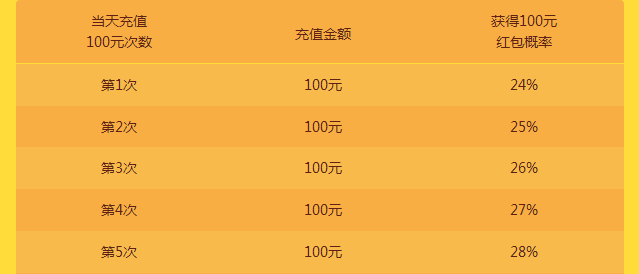 当天充值 充值金额 获得100元
100元次数 红包概率
第1次 100元 24%
第2次 100元 25%
第3次 100元 26%
第4次 100元 27%
第5次 100元 28%